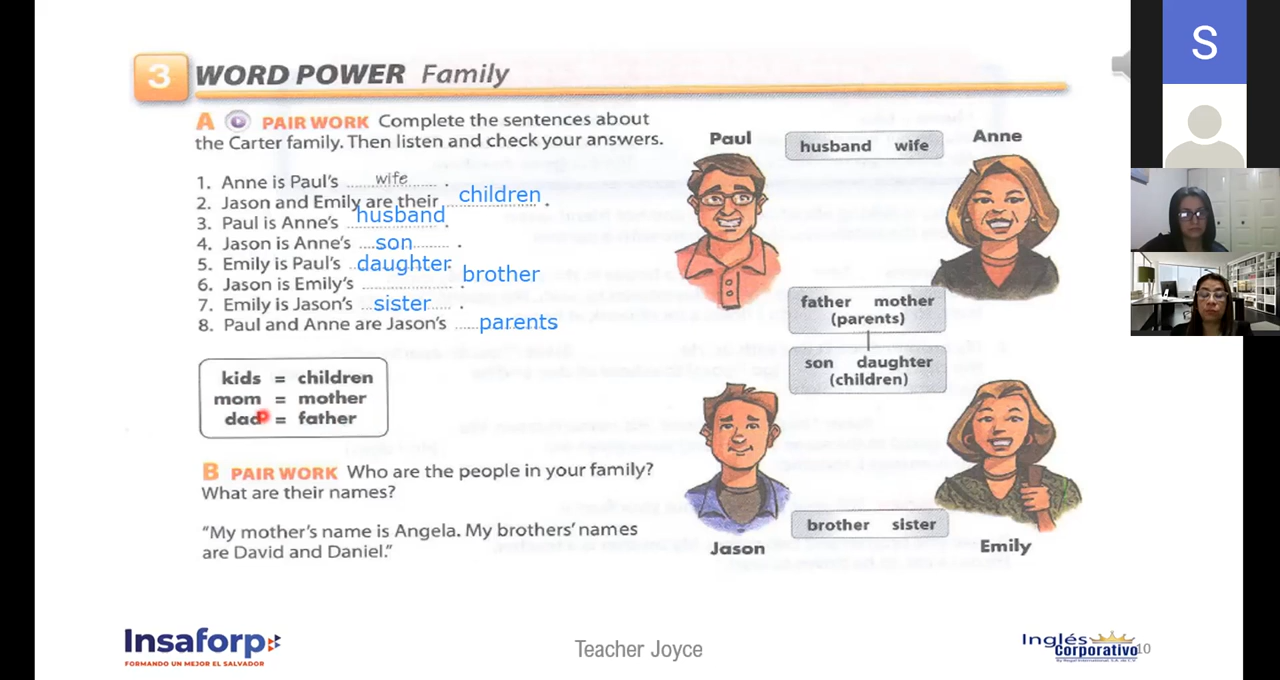 S
3 WORD POWER Family
A PAIR WORK Complete the sentences about
the Carter family. Then listen and check your answers.
1. Anne is Paul's wife .
2. Jason and Emily are their children .
3. Paul is Anne's husband .
4. Jason is Anne's son .
5. Emily is Paul's daughter .
6. Jason is Emily's brother .
7. Emily is Jason's sister .
8. Paul and Anne are Jason's parents
kids = children
mom = mother
dad = father
B PAIR WORK Who are the people in your family?
What are their names?
"My mother's name is Angela. My brothers' names
are David and Daniel."
Paul
husband wife
Anne
father mother
(parents)
son daughter
(children)
brother sister
Jason
Emily
Insaforp
FORMANDO UN MEJOR EL SALVADOR
Teacher Joyce
Inglés
Corporativo
By Royal International, S.A. de C.V.
10